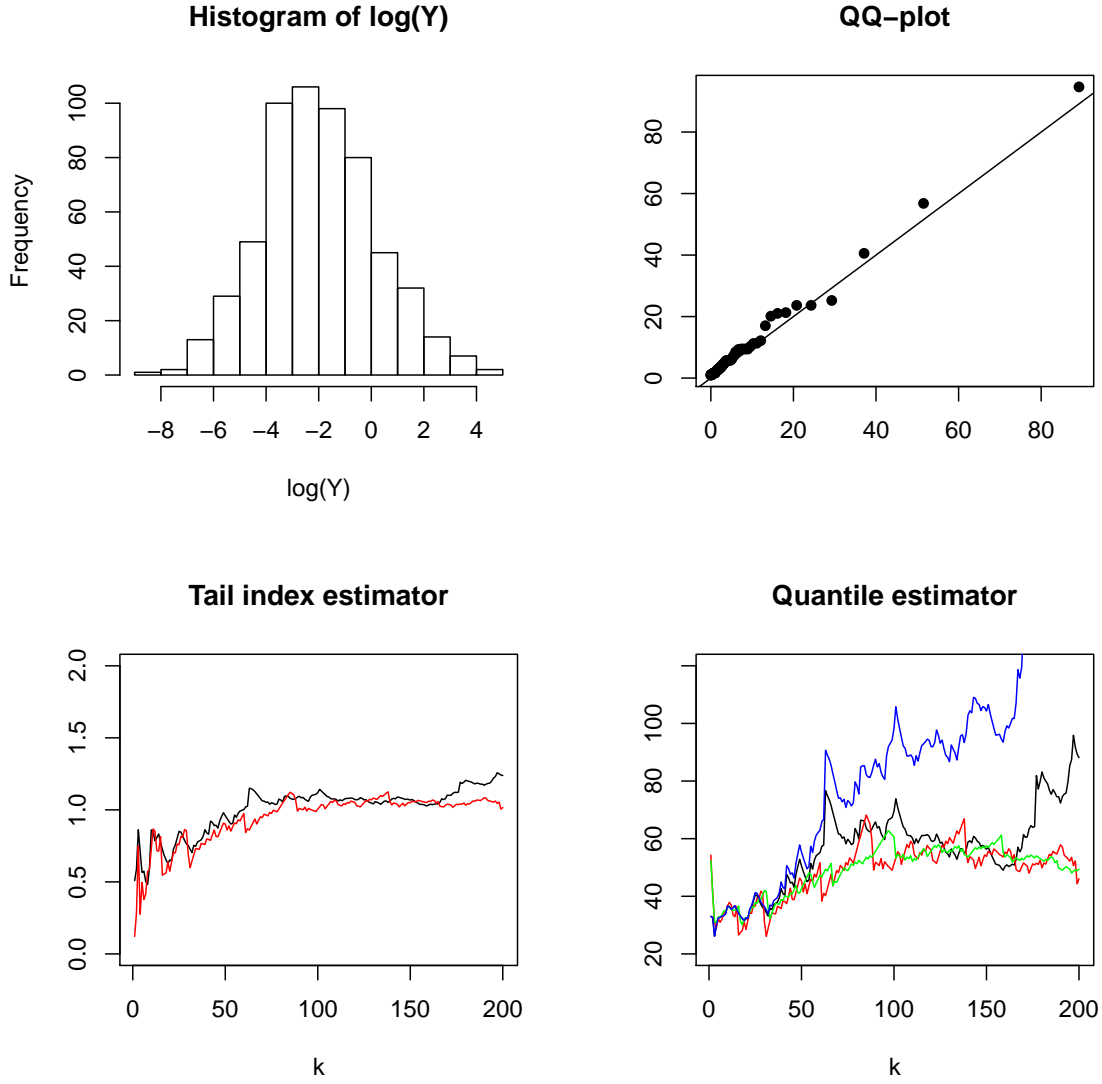 Histogram of log(Y)
Frequency
0 20 40 60 80 100
−8 −6 −4 −2 0 2 4
log(Y)
QQ−plot
0 20 40 60 80
0 20 40 60 80
Tail index estimator
0.0 0.5 1.0 1.5 2.0
0 50 100 150 200
k
Quantile estimator
20 40 60 80 100
0 50 100 150 200
k